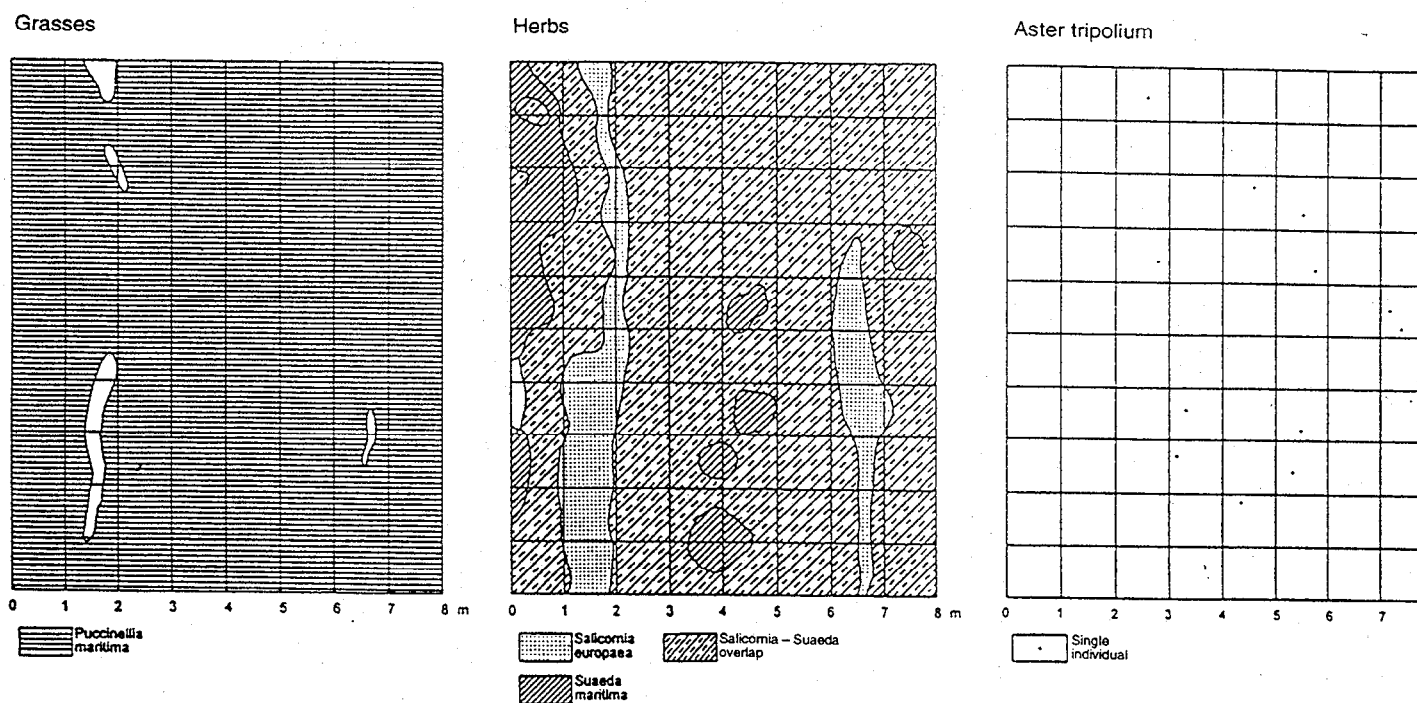 Grasses
0 1 2 3 4 5 6 7 8 m
Puccinellia
maritima
Herbs
0 1 2 3 4 5 6 7 8 m
Salicornia
europaea
Salicornia – Suaeda
overlap
Suaeda
maritima
Aster tripolium
0 1 2 3 4 5 6 7
Single
individual